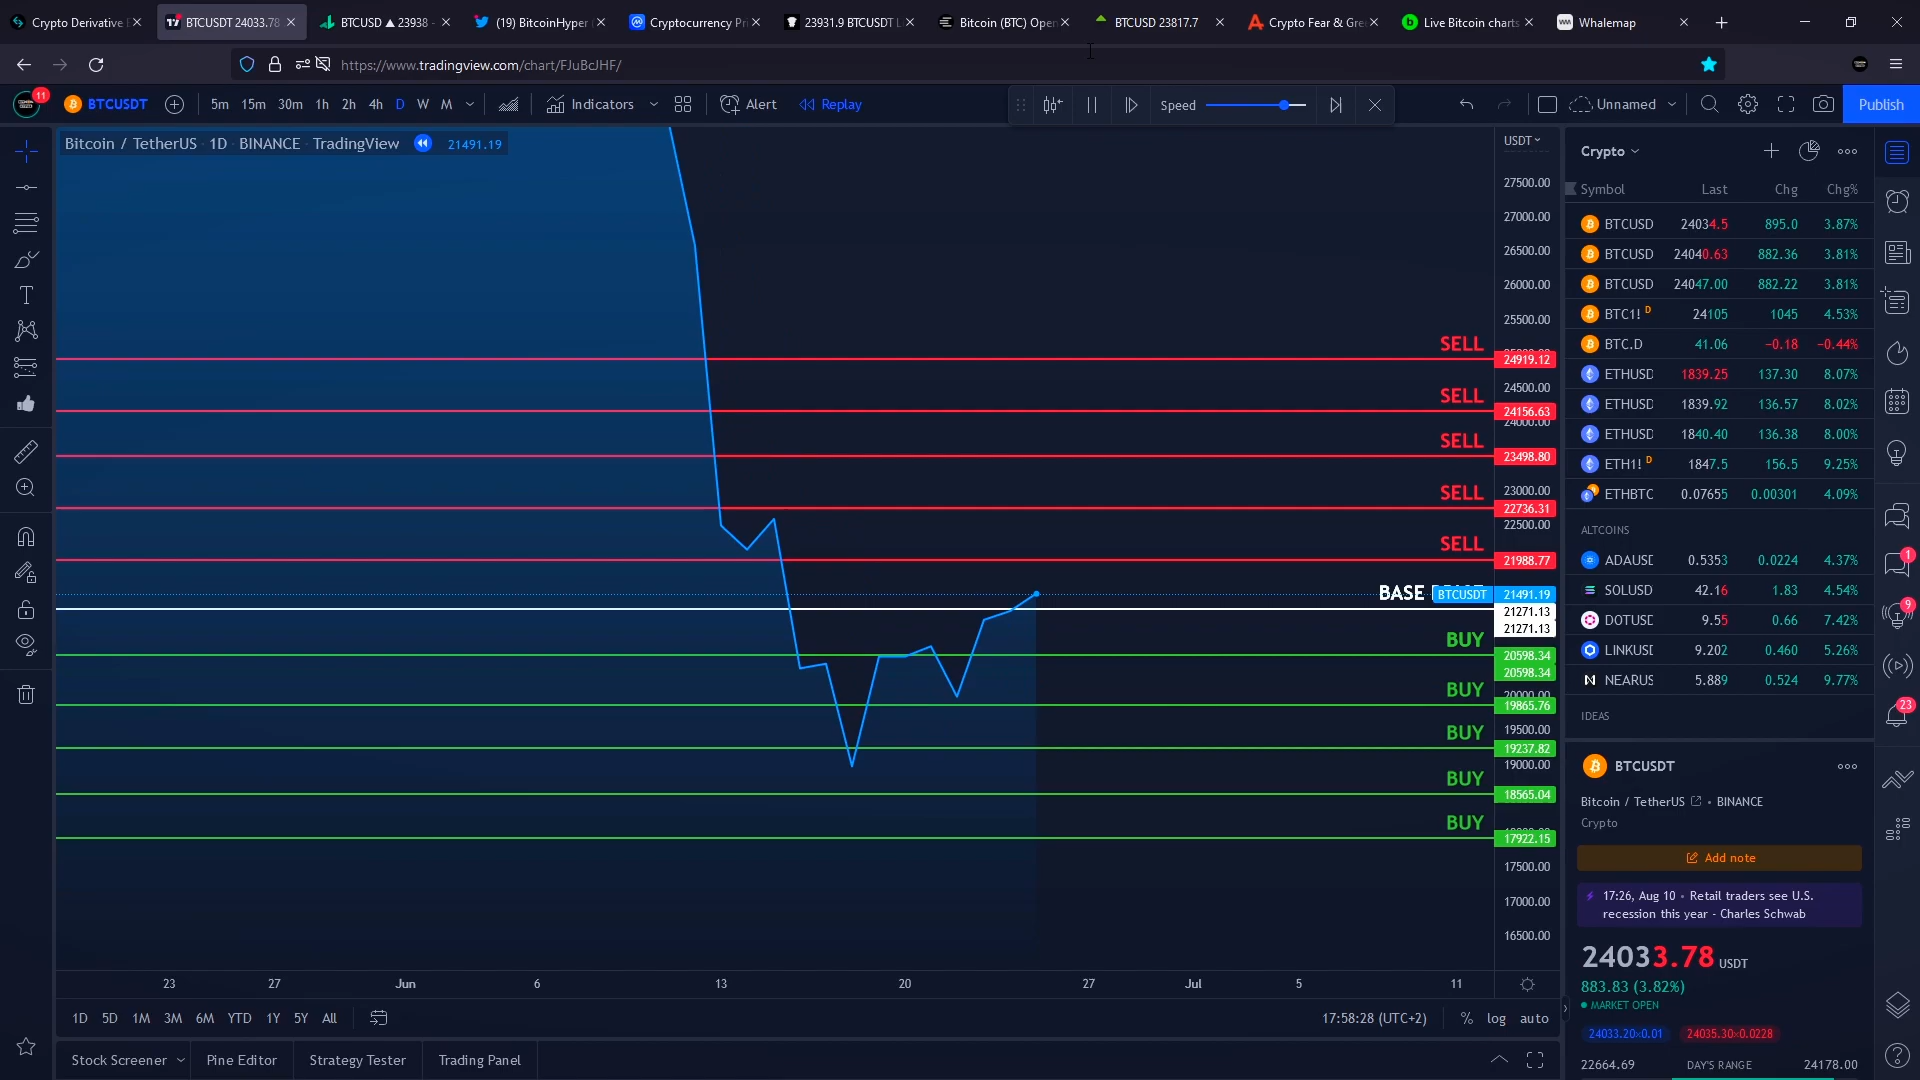 Crypto Derivative E
BTCUSDT 24033.78
BTCUSD ▲ 23938 -
(19) BitcoinHyper (
Cryptocurrency Pri
23931.9 BTCUSDT L
Bitcoin (BTC) Open
BTCUSD 23817.7
Crypto Fear & Gre
Live Bitcoin charts
Whalemap
https://www.tradingview.com/chart/FJuBcJHF/
11
BTCUSDT
5m 15m 30m 1h 2h 4h D W M
Indicators
Alert
Replay
Speed
Unnamed
Publish
Bitcoin / TetherUS · 1D · BINANCE · TradingView
21491.19
USDT
27500.00
27000.00
26500.00
26000.00
25500.00
SELL
24919.12
24500.00
SELL
24156.63
24000.00
SELL
23498.80
23000.00
SELL
22736.31
22500.00
SELL
21988.77
BASE
BTCUSDT 21491.19
21271.13
21271.13
BUY
20598.34
20598.34
20000.00
BUY
19865.76
19500.00
BUY
19237.82
19000.00
BUY
18565.04
BUY
17922.15
17500.00
17000.00
16500.00
23 27 Jun 6 13 20 27 Jul 5 11
1D 5D 1M 3M 6M YTD 1Y 5Y All
17:58:28 (UTC+2)
% log auto
Stock Screener
Pine Editor
Strategy Tester
Trading Panel
Crypto
Symbol Last Chg Chg%
BTCUSD 24034.5 895.0 3.87%
BTCUSD 24040.63 882.36 3.81%
BTCUSD 24047.00 882.22 3.81%
BTC1! D 24105 1045 4.53%
BTC.D 41.06 −0.18 −0.44%
ETHUSD 1839.25 137.30 8.07%
ETHUSD 1839.92 136.57 8.02%
ETHUSD 1840.40 136.38 8.00%
ETH1! D 1847.5 156.5 9.25%
ETHBTC 0.07655 0.00301 4.09%
ALTCOINS
ADAUSD 0.5353 0.0224 4.37%
SOLUSD 42.16 1.83 4.54%
DOTUSD 9.55 0.66 7.42%
LINKUSD 9.202 0.460 5.26%
NEARUS 5.889 0.524 9.77%
IDEAS
BTCUSDT
Bitcoin / TetherUS • BINANCE
Crypto
Add note
17:26, Aug 10 • Retail traders see U.S.
recession this year - Charles Schwab
24033.78 USDT
883.83 (3.82%)
MARKET OPEN
24033.20×0.01
24035.30×0.0228
22664.69 DAY'S RANGE 24178.00
1
9
23